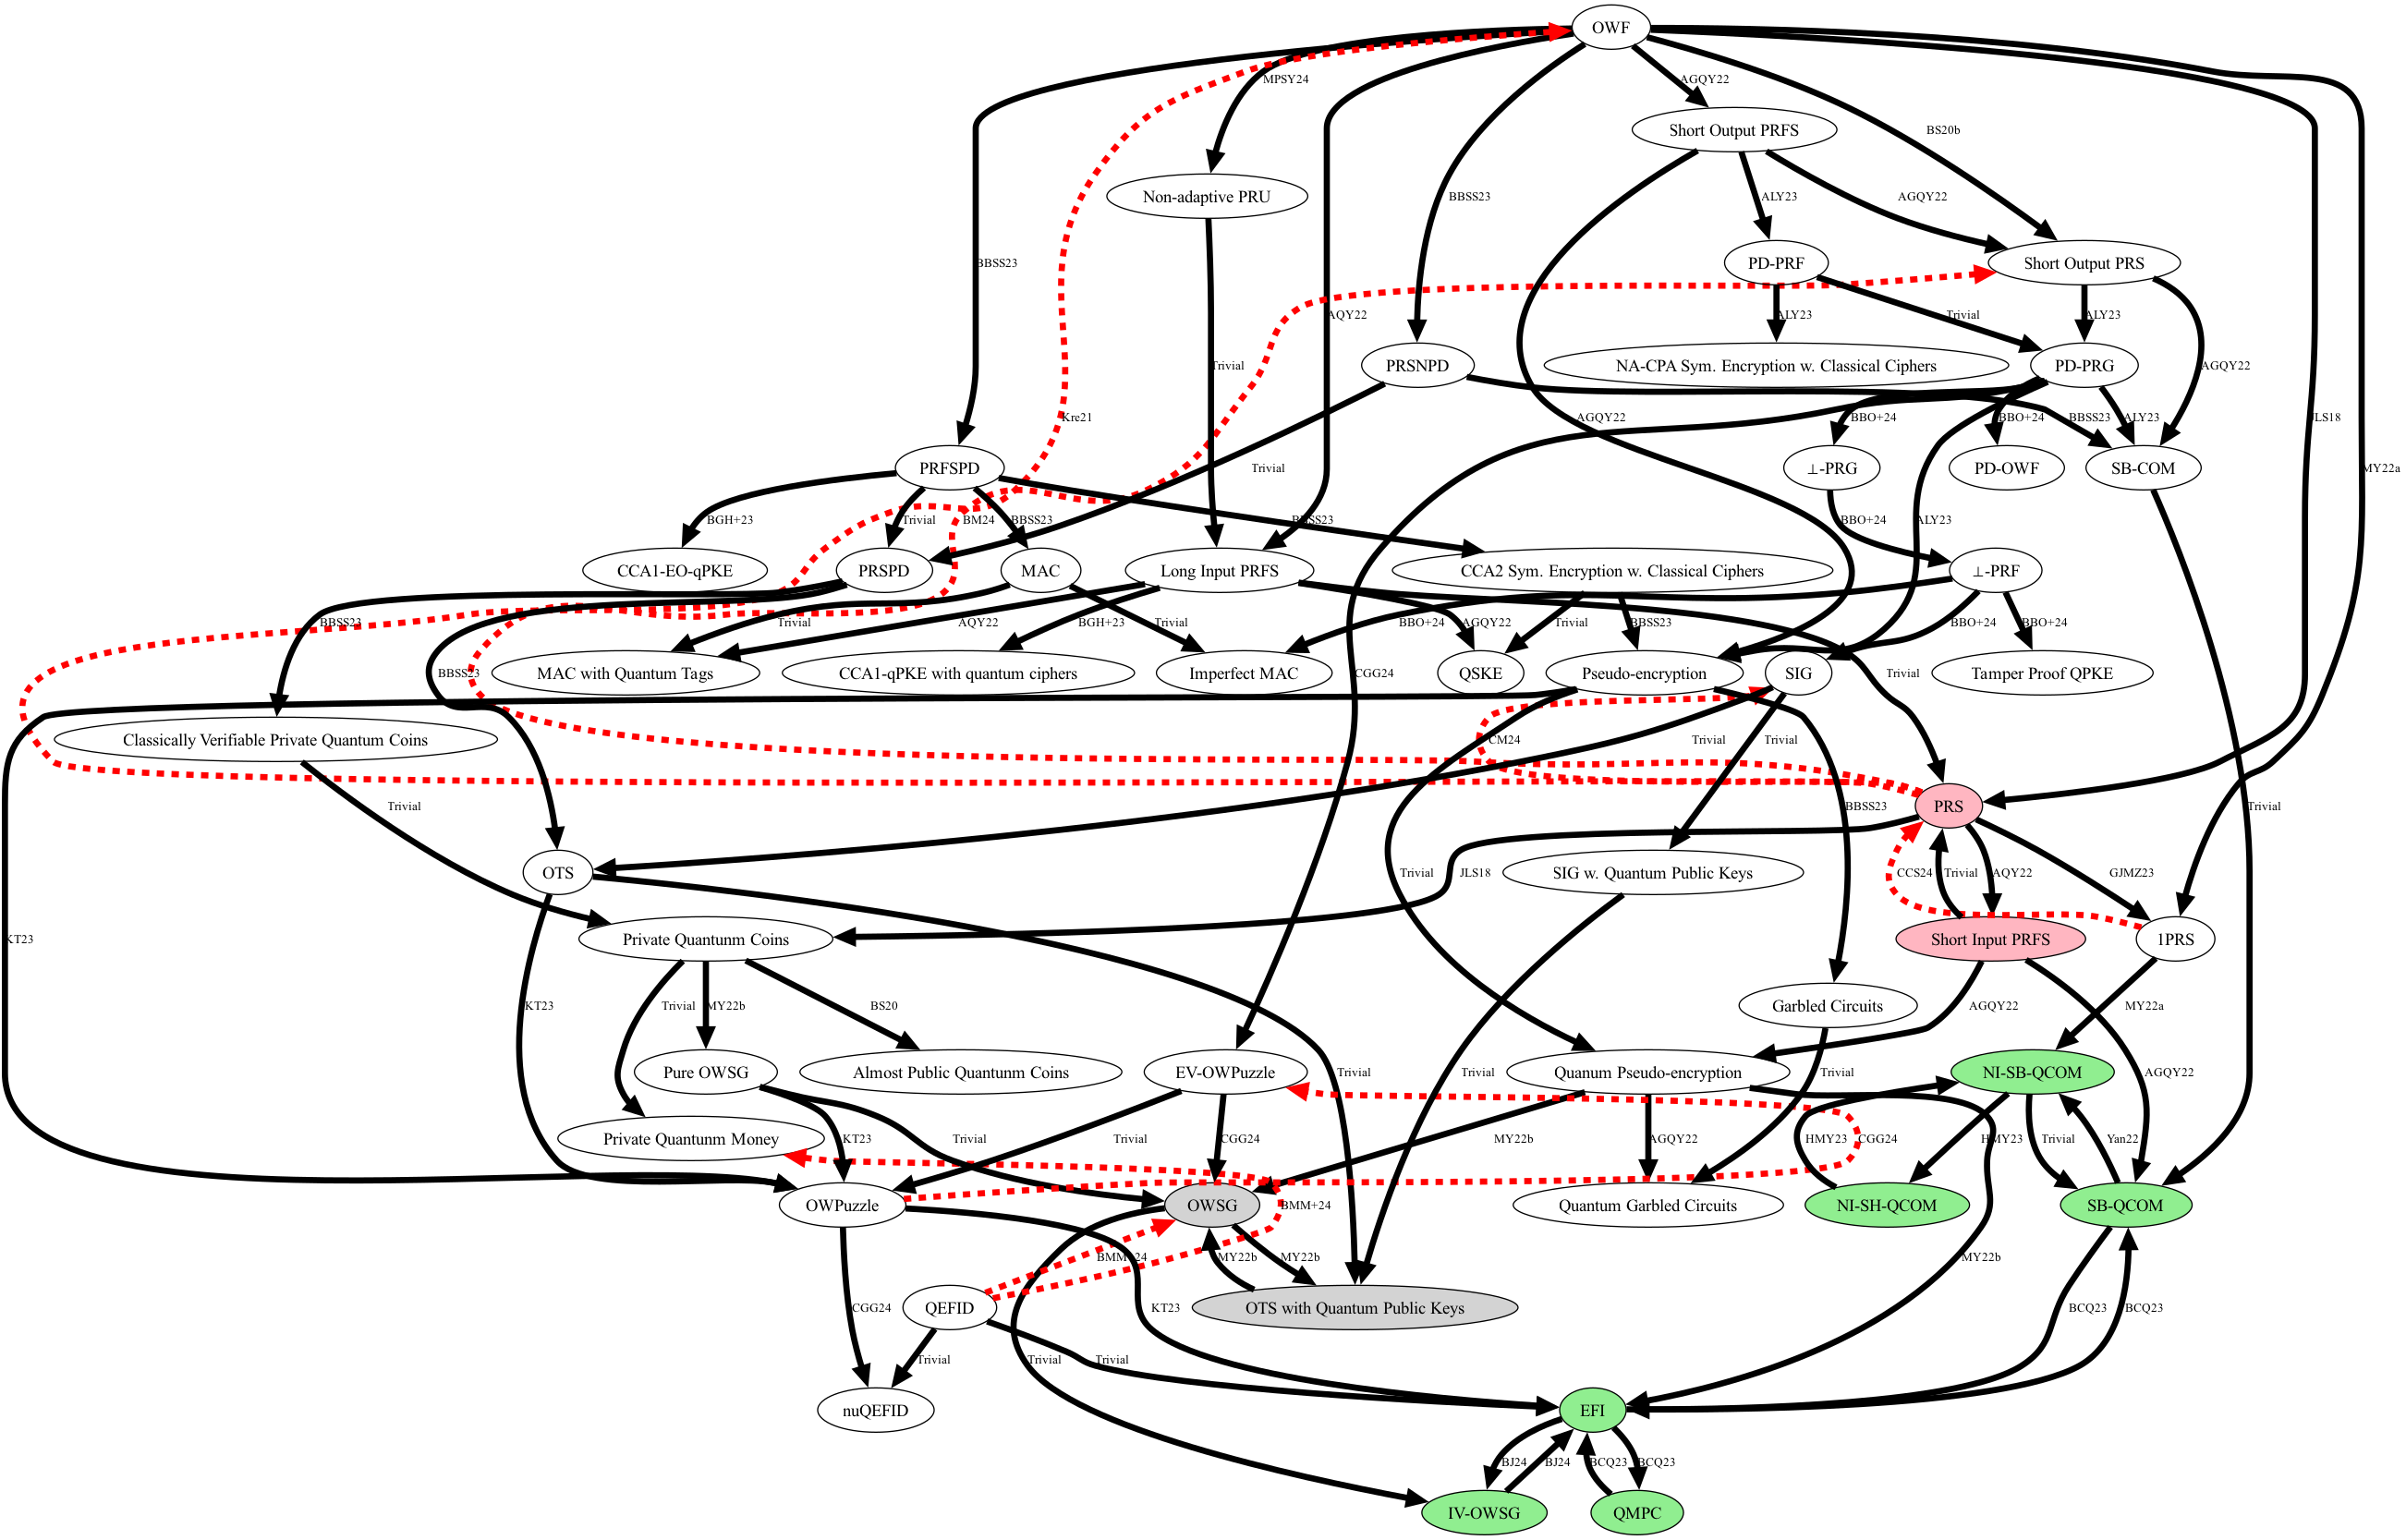 OWF
MPSY24
AGQY22
Short Output PRFS
BS20b
Non-adaptive PRU
BBSS23
ALY23
AGQY22
BBSS23
PD-PRF
Short Output PRS
AQY22
ALY23
Trivial
ALY23
Trivial
PRSNPD
NA-CPA Sym. Encryption w. Classical Ciphers
PD-PRG
AGQY22
Kre21
AGQY22
BBO+24
BBO+24
BBSS23
ALY23
JLS18
PRFSPD
Trivial
⊥-PRG
PD-OWF
SB-COM
MY22a
BGH+23
Trivial
BM24
BBSS23
BBSS23
BBO+24
ALY23
CCA1-EO-qPKE
PRSPD
MAC
Long Input PRFS
CCA2 Sym. Encryption w. Classical Ciphers
⊥-PRF
BBSS23
Trivial
AQY22
BGH+23
Trivial
BBO+24
AGQY22
Trivial
BBSS23
BBO+24
BBO+24
BBSS23
MAC with Quantum Tags
CCA1-qPKE with quantum ciphers
Imperfect MAC
CGG24
QSKE
Pseudo-encryption
SIG
Trivial
Tamper Proof QPKE
Classically Verifiable Private Quantum Coins
CM24
Trivial
Trivial
Trivial
BBSS23
PRS
Trivial
OTS
JLS18
Trivial
SIG w. Quantum Public Keys
CCS24
Trivial
AQY22
GJMZ23
KT23
Private Quantunm Coins
Short Input PRFS
1PRS
KT23
Trivial
MY22b
BS20
Garbled Circuits
AGQY22
MY22a
Pure OWSG
Almost Public Quantunm Coins
EV-OWPuzzle
Trivial
Trivial
Quanum Pseudo-encryption
Trivial
NI-SB-QCOM
AGQY22
Private Quantunm Money
KT23
Trivial
Trivial
CGG24
MY22b
AGQY22
HMY23
CGG24
HMY23
Trivial
Yan22
OWPuzzle
OWSG
BMM+24
Quantum Garbled Circuits
NI-SH-QCOM
SB-QCOM
MY22b
MY22b
MY22b
QEFID
CGG24
KT23
OTS with Quantum Public Keys
BCQ23
BCQ23
Trivial
Trivial
Trivial
nuQEFID
EFI
BJ24
BJ24
BCQ23
BCQ23
IV-OWSG
QMPC